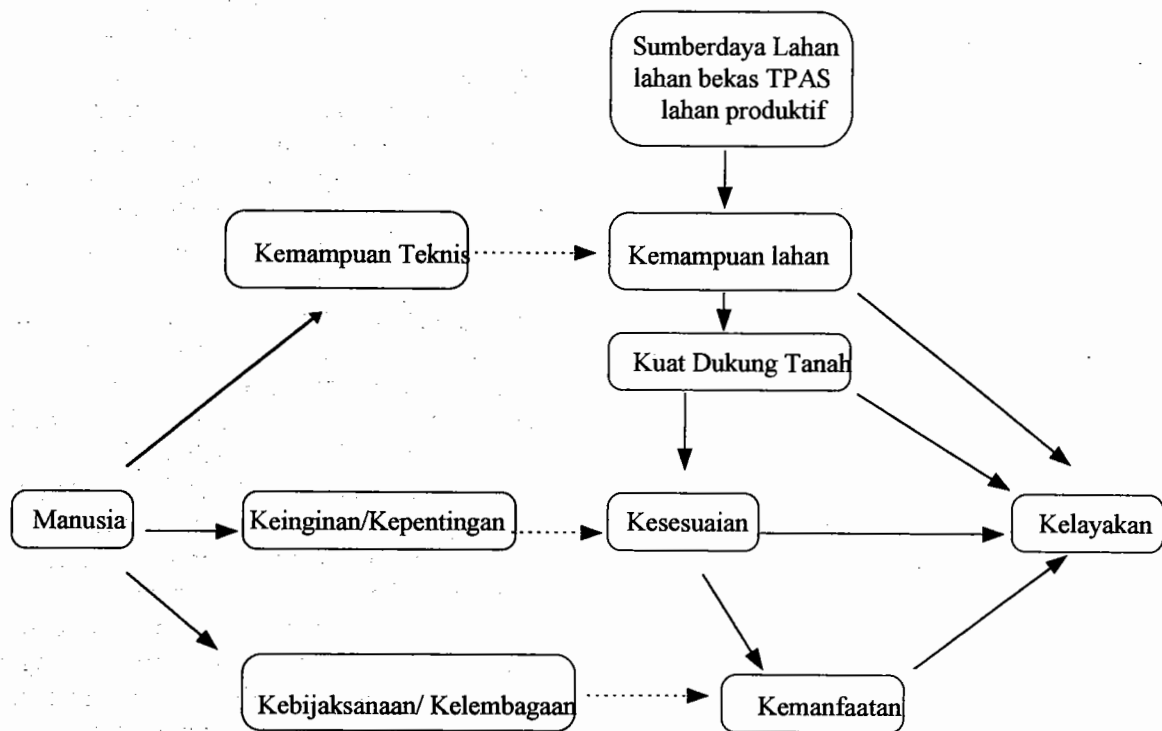 Sumberdaya Lahan
lahan bekas TPAS
lahan produktif
Kemampuan Teknis
Kemampuan lahan
Kuat Dukung Tanah
Manusia
Keinginan/Kepentingan
Kesesuaian
Kelayakan
Kebijaksanaan/ Kelembagaan
Kemanfaatan